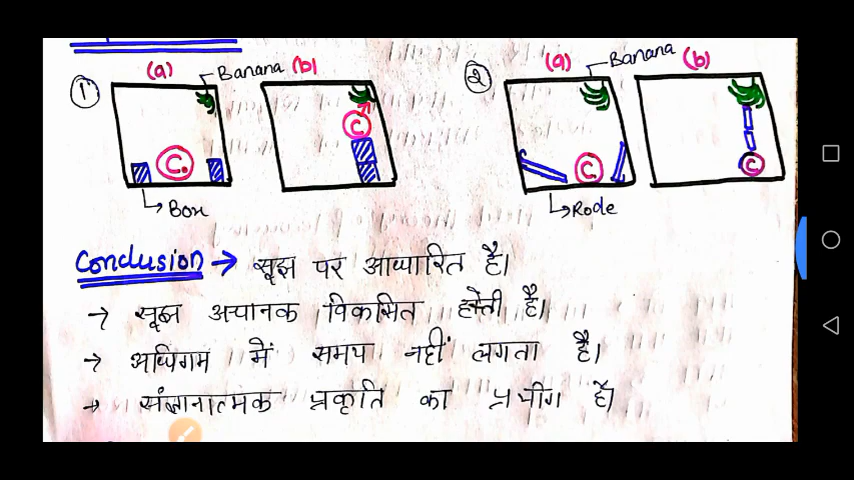 (a) Banana (b)
① C. C
Box
② (a) Banana (b)
C C
Rode
Conclusion → सूझ पर आधारित है।
→ सूझ अचानक विकसित होती है।
→ अधिगम में समय नहीं लगता है।
→ संज्ञानात्मक प्रकृति का प्रयोग है।